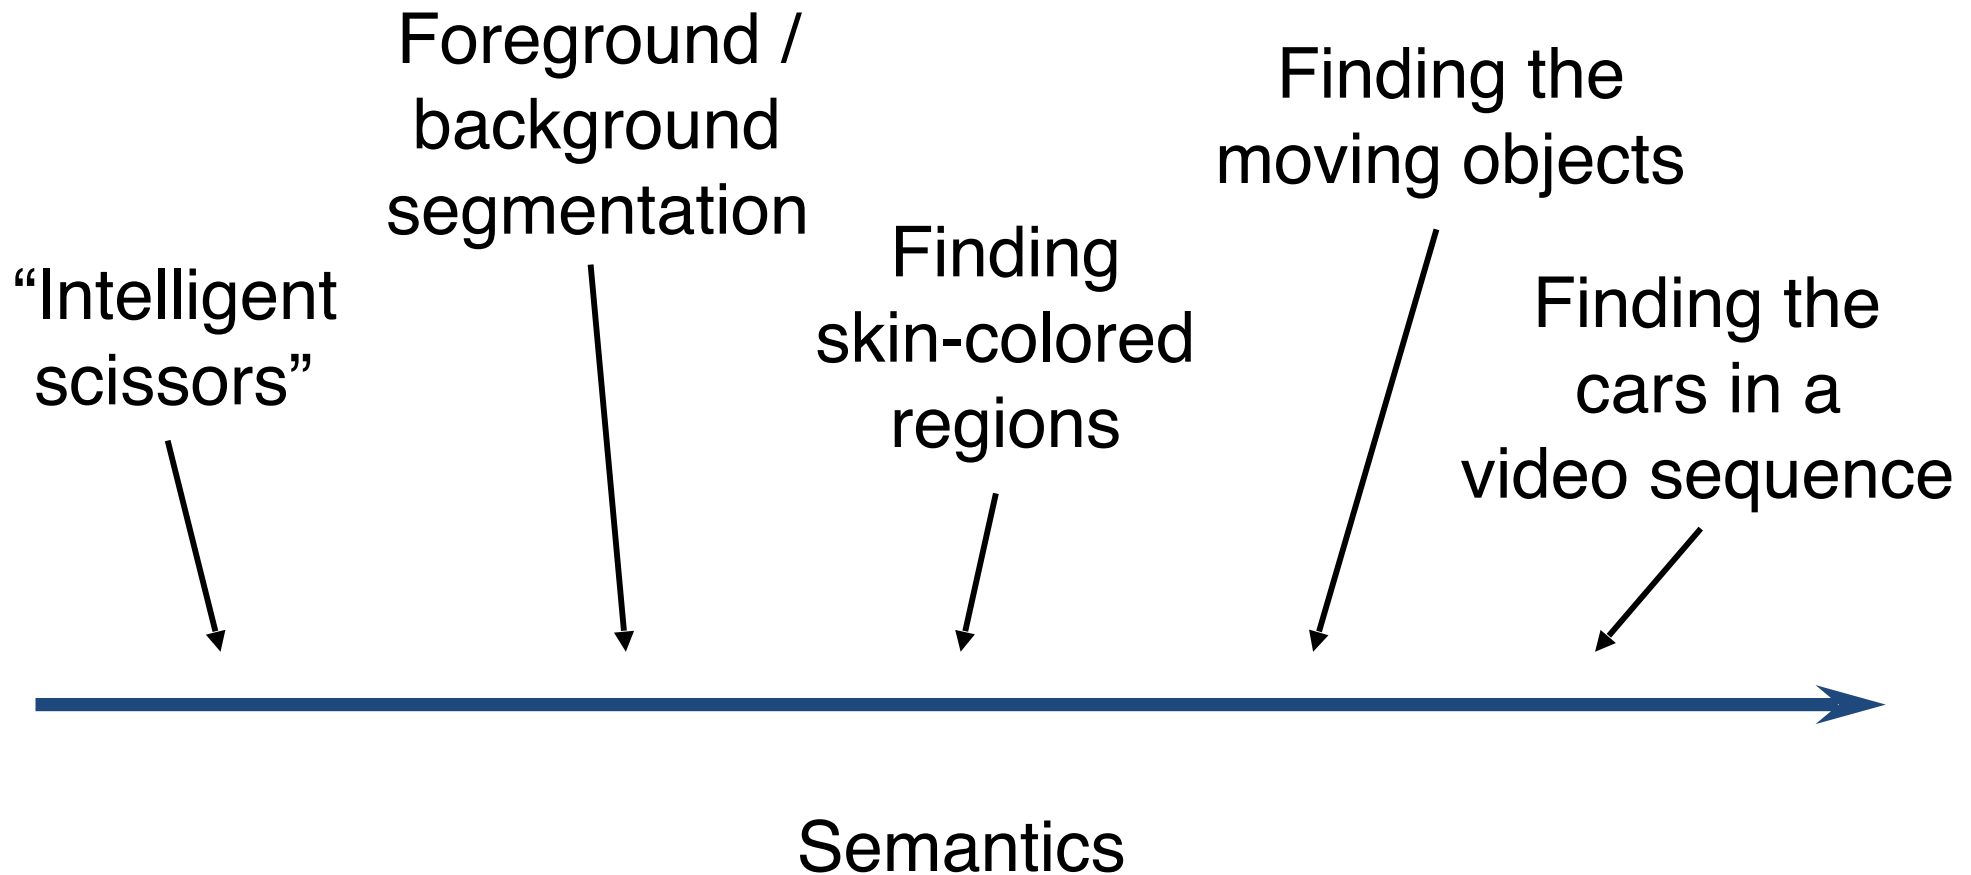 “Intelligent
scissors”
Foreground /
background
segmentation
Finding
skin-colored
regions
Finding the
moving objects
Finding the
cars in a
video sequence
Semantics